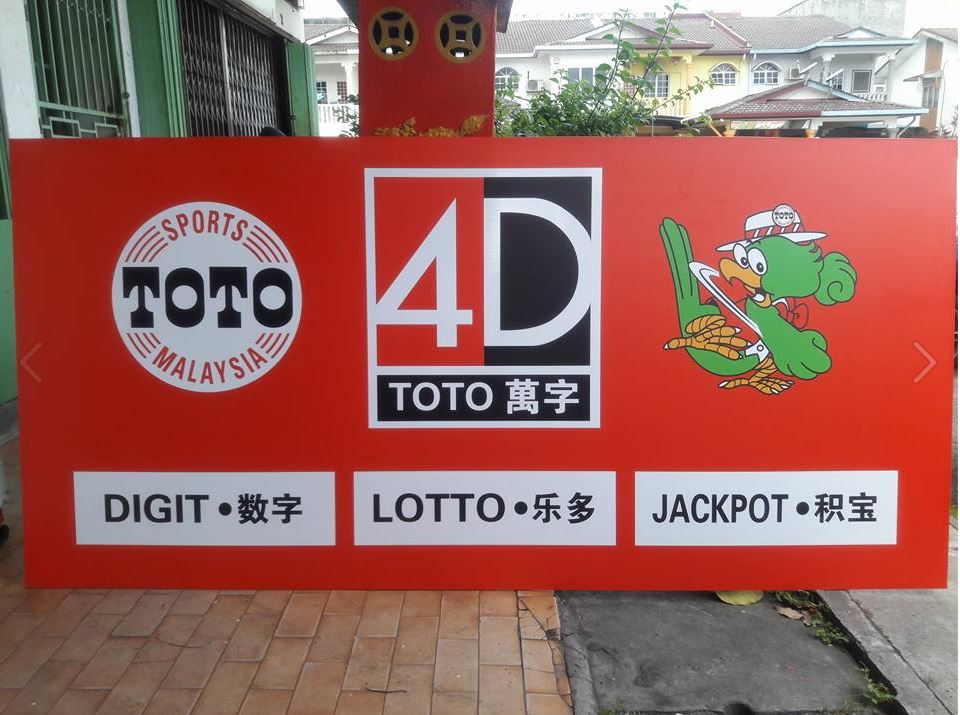 SPORTS
TOTO
MALAYSIA
4D
TOTO 萬字
TOTO
DIGIT•数字
LOTTO•乐多
JACKPOT•积宝